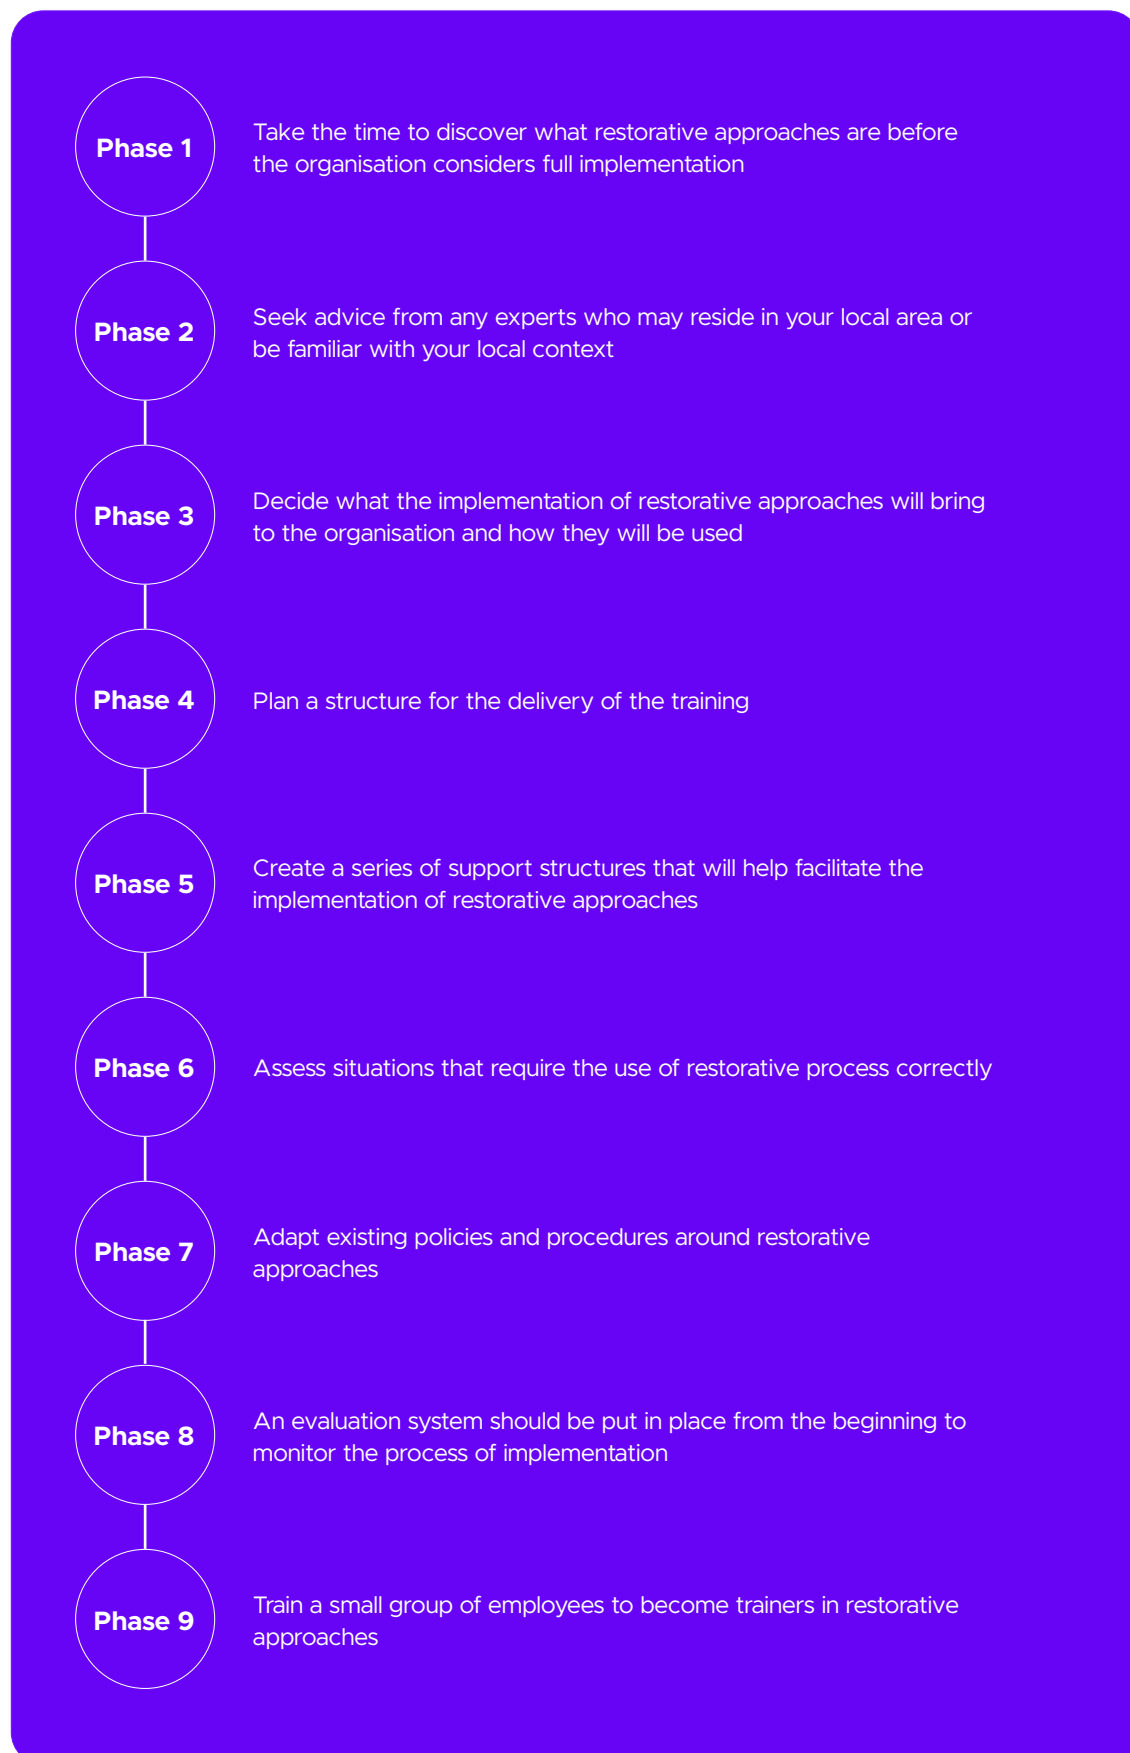 Phase 1
Take the time to discover what restorative approaches are before
the organisation considers full implementation
Phase 2
Seek advice from any experts who may reside in your local area or
be familiar with your local context
Phase 3
Decide what the implementation of restorative approaches will bring
to the organisation and how they will be used
Phase 4
Plan a structure for the delivery of the training
Phase 5
Create a series of support structures that will help facilitate the
implementation of restorative approaches
Phase 6
Assess situations that require the use of restorative process correctly
Phase 7
Adapt existing policies and procedures around restorative
approaches
Phase 8
An evaluation system should be put in place from the beginning to
monitor the process of implementation
Phase 9
Train a small group of employees to become trainers in restorative
approaches